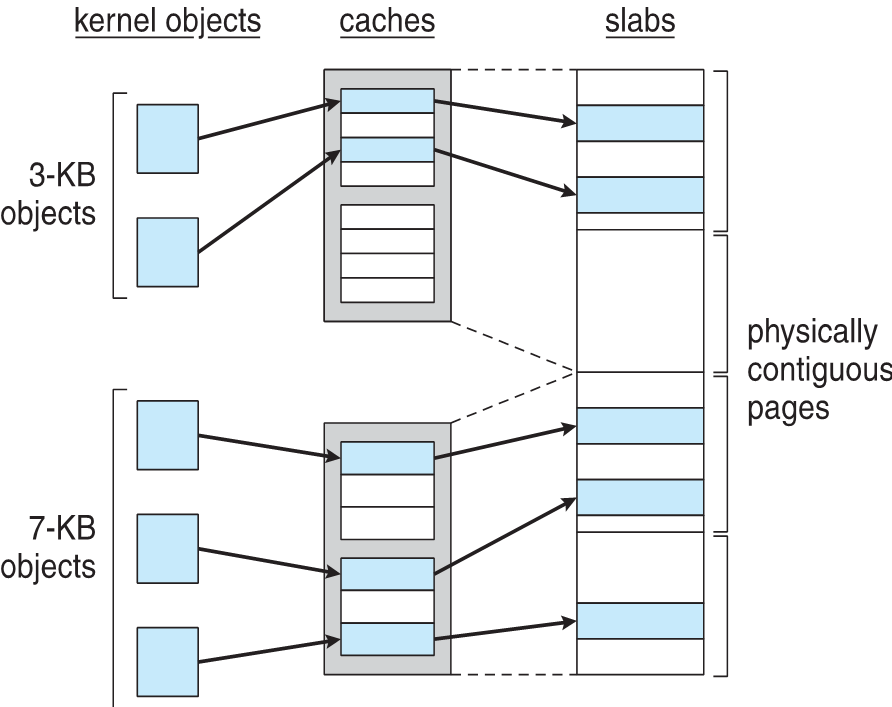 kernel objects
caches
slabs
3-KB
objects
physically
contiguous
pages
7-KB
objects